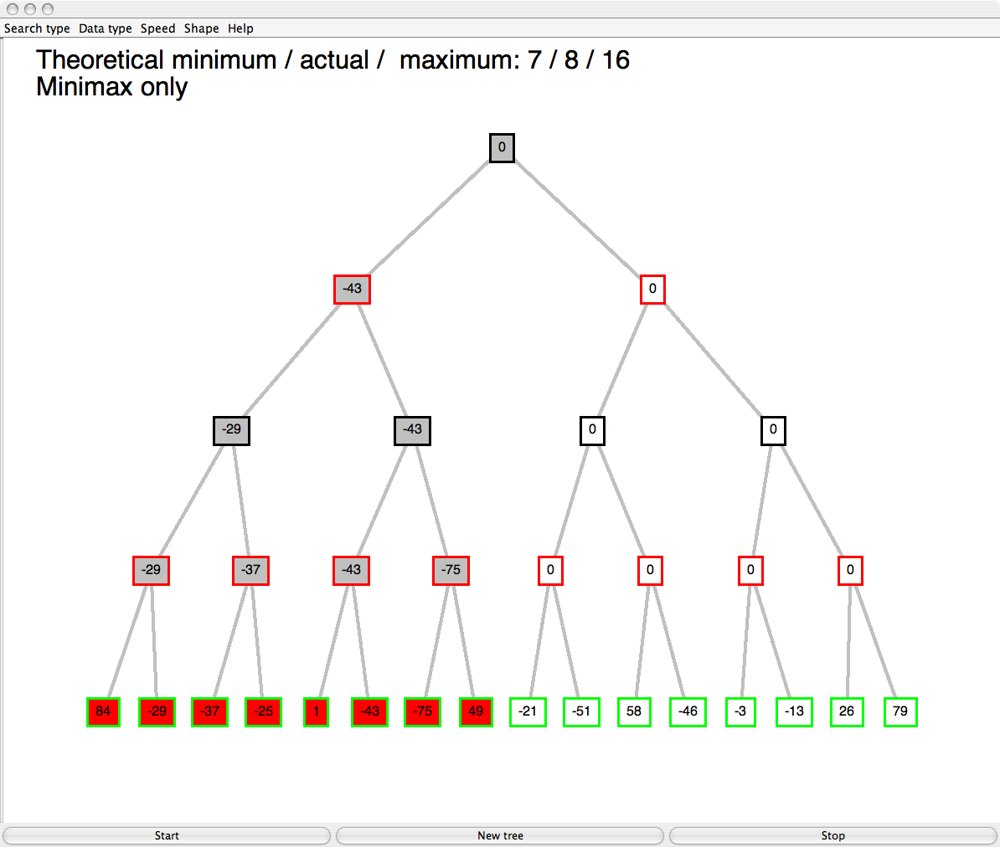 Search type Data type Speed Shape Help
Theoretical minimum / actual / maximum: 7 / 8 / 16
Minimax only
0
-43 0
-29 -43 0 0
-29 -37 -43 -75 0 0 0 0
84 -29 -37 -25 1 -43 -75 49 -21 -51 58 -46 -3 -13 26 79
Start New tree Stop